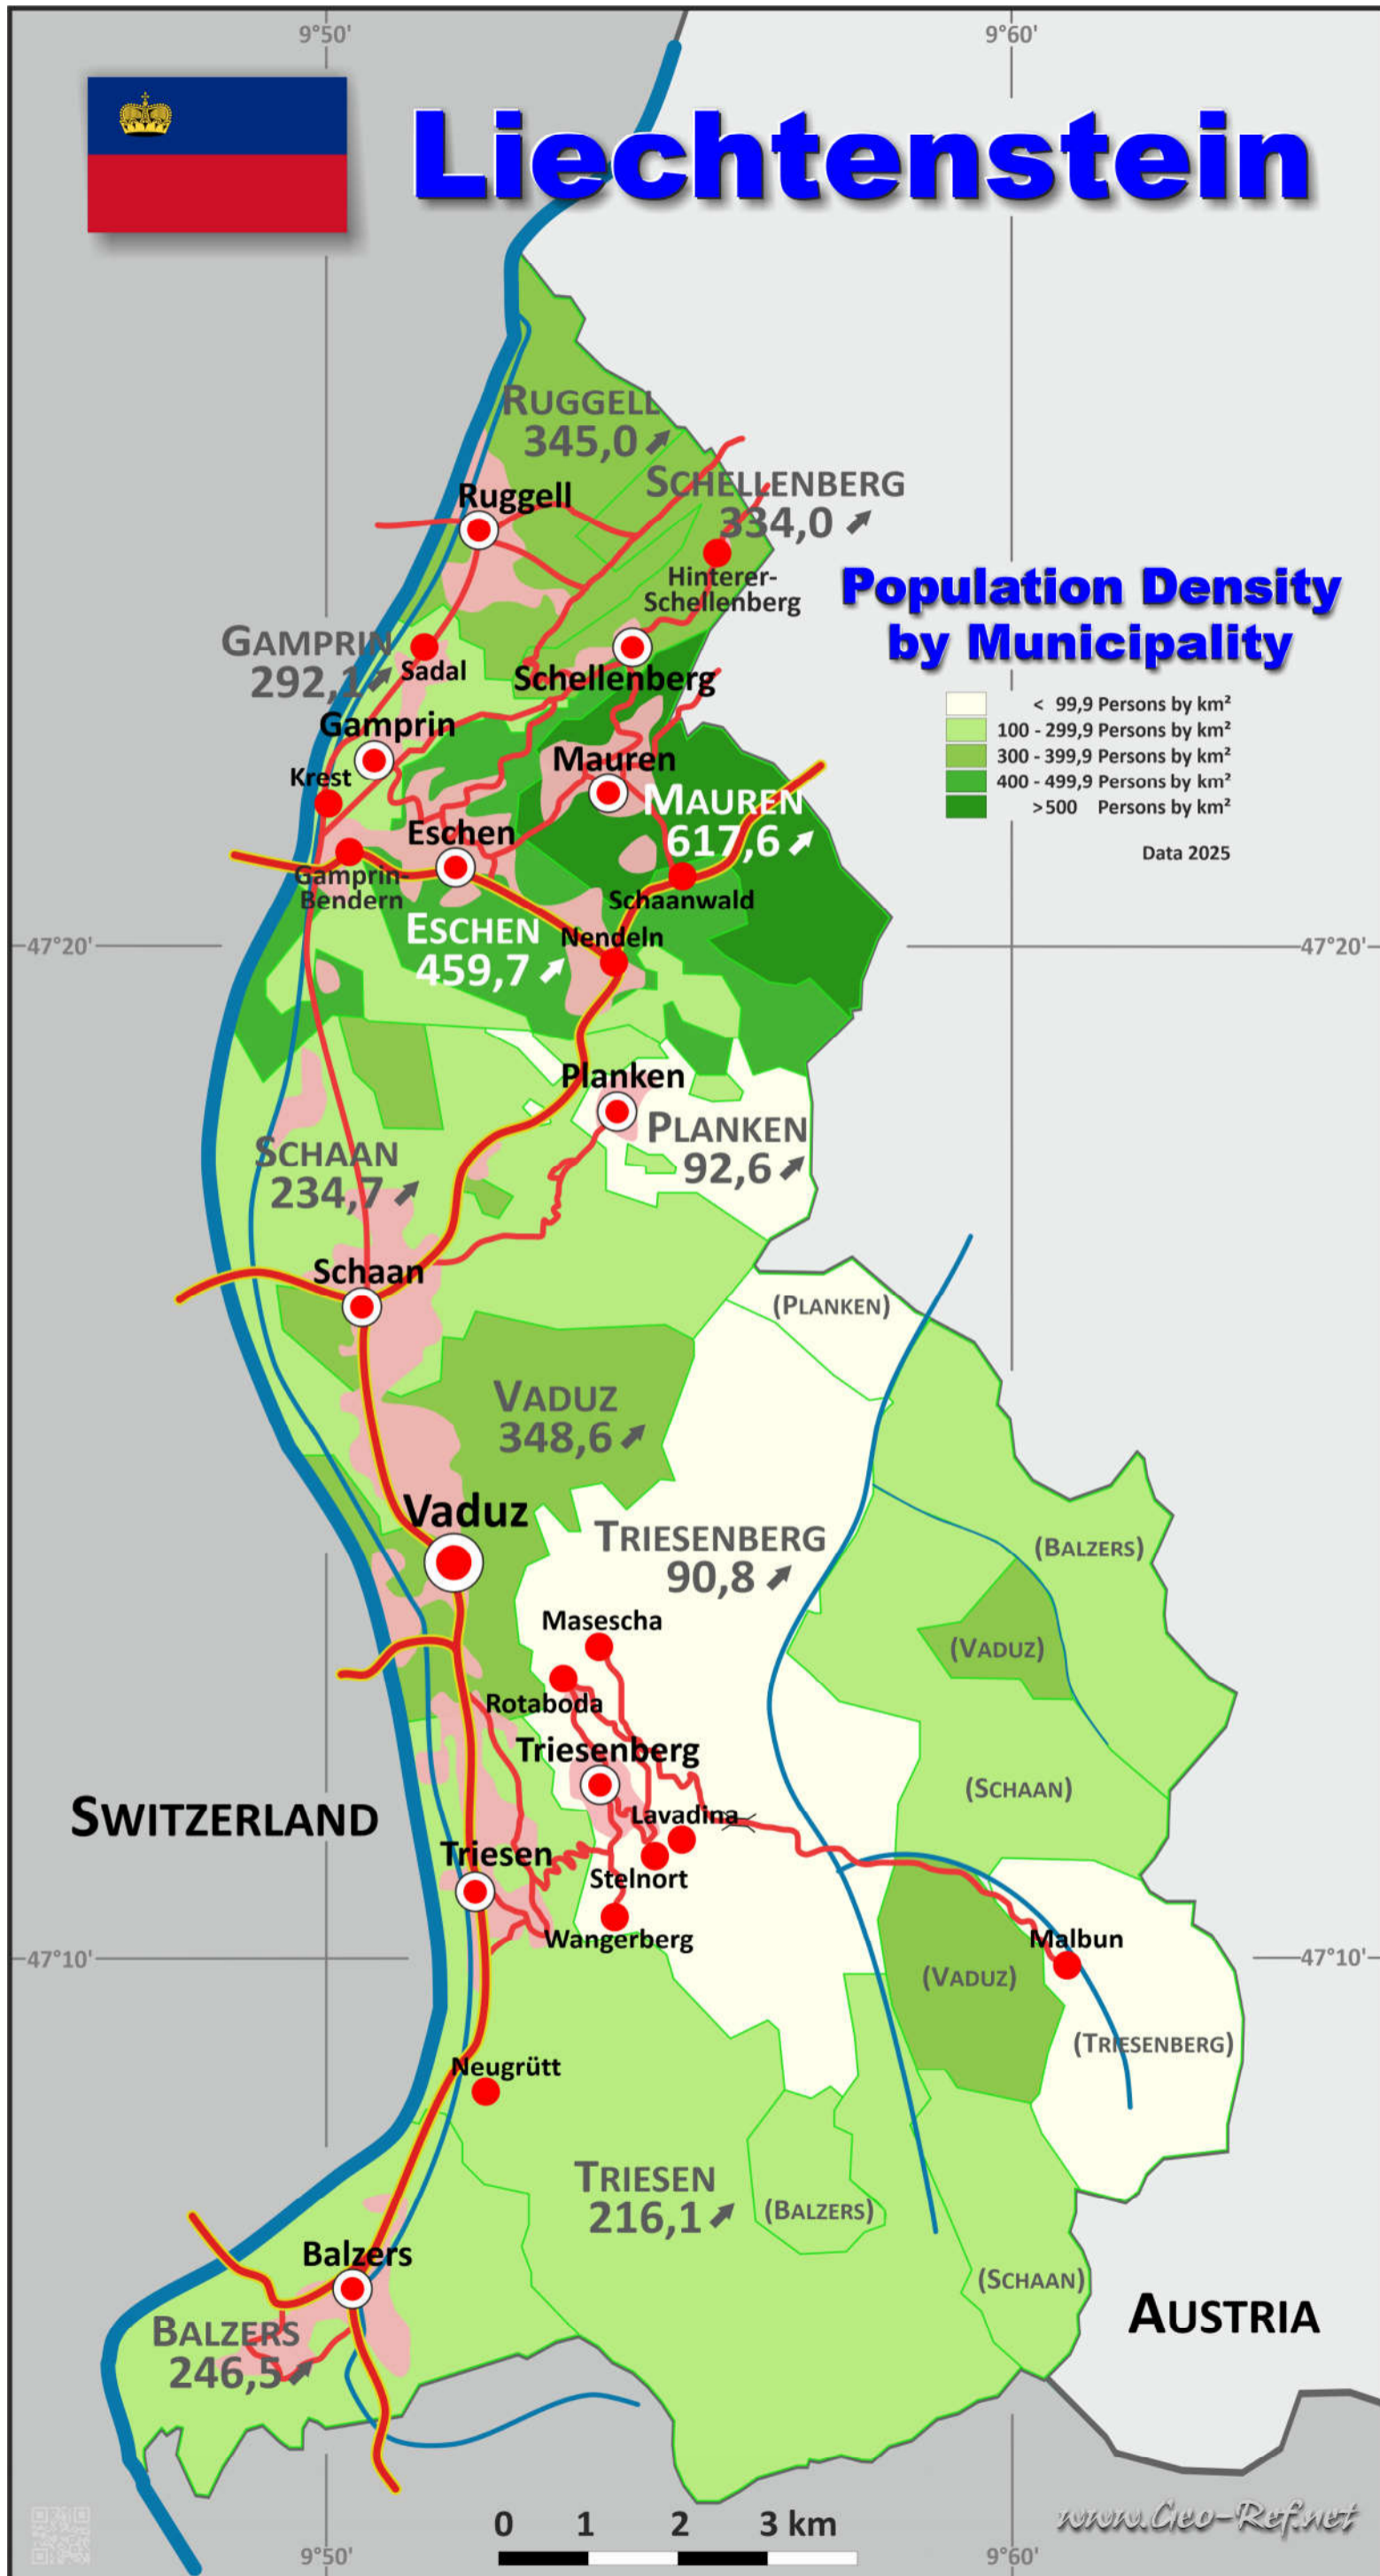 9°50'
9°60'
Liechtenstein
RUGGELL
345,0
SCHELLENBERG
334,0
Ruggell
Hinterer-
Schellenberg
Population Density
by Municipality
GAMPRIN
292,1
Sadal
Schellenberg
< 99,9 Persons by km²
100 - 299,9 Persons by km²
300 - 399,9 Persons by km²
400 - 499,9 Persons by km²
>500 Persons by km²
Data 2025
Gamprin
Krest
Mauren
MAUREN
617,6
Eschen
Gamprin-
Bendern
Schaanwald
ESCHEN
459,7
Nendeln
47°20'
47°20'
Planken
PLANKEN
92,6
SCHAAN
234,7
Schaan
(PLANKEN)
VADUZ
348,6
Vaduz
TRIESENBERG
90,8
(BALZERS)
Masescha
(VADUZ)
Rotaboda
Triesenberg
(SCHAAN)
SWITZERLAND
Lavadina
Triesen
Stelnort
Wangerberg
Malbun
47°10'
47°10'
(VADUZ)
(TRIESENBERG)
Neugrütt
TRIESEN
216,1
(BALZERS)
Balzers
(SCHAAN)
AUSTRIA
BALZERS
246,5
0 1 2 3 km
www.Geo-Ref.net
9°50'
9°60'